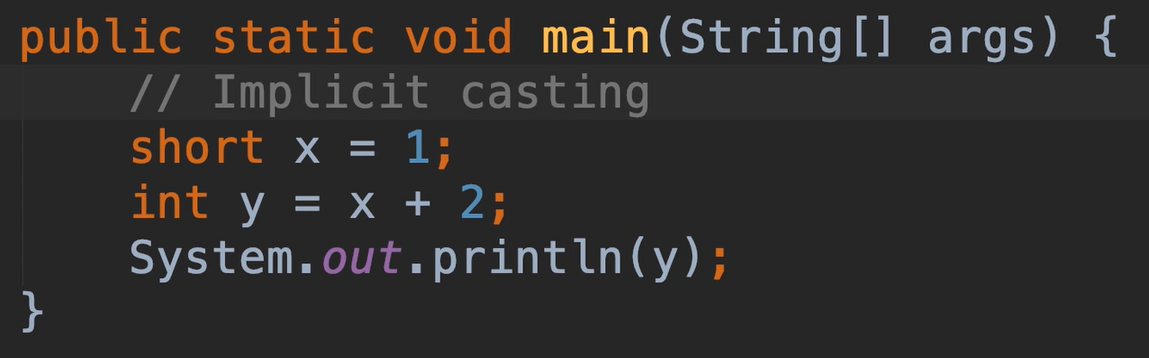 public static void main(String[] args) {
    // Implicit casting
    short x = 1;
    int y = x + 2;
    System.out.println(y);
}